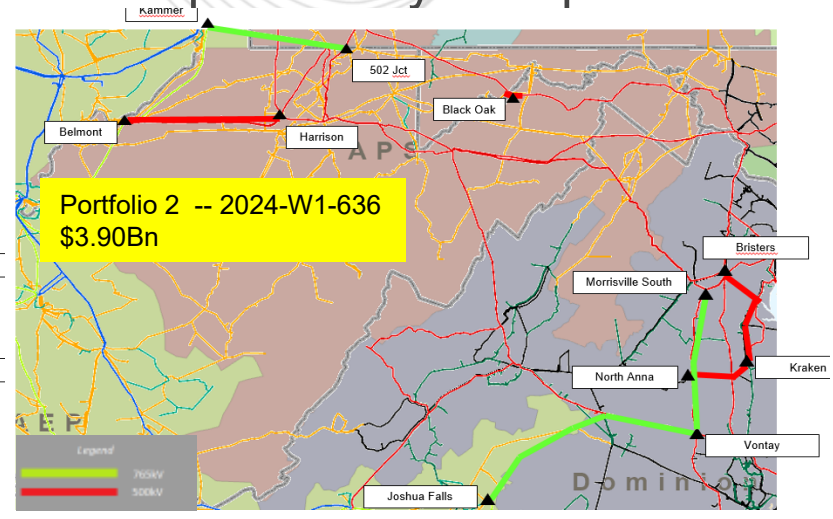 Kammer
502 Jct
Black Oak
Belmont
Harrison
APS
Portfolio 2 -- 2024-W1-636
$3.90Bn
Bristers
Morrisville South
North Anna
Kraken
Vontay
AEP
Legend
765kV
500kV
Joshua Falls
Dominion